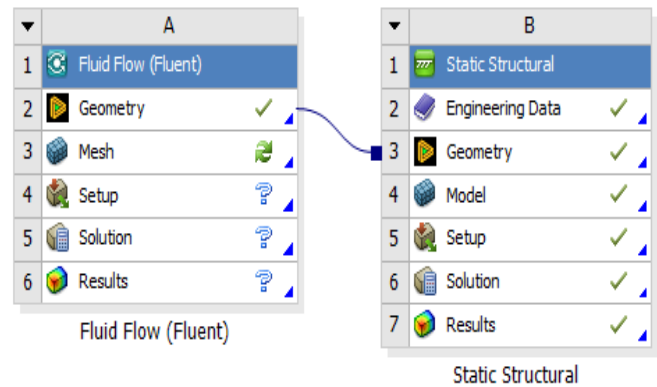 A
1 Fluid Flow (Fluent)
2 Geometry
3 Mesh
4 Setup
5 Solution
6 Results
Fluid Flow (Fluent)
B
1 Static Structural
2 Engineering Data
3 Geometry
4 Model
5 Setup
6 Solution
7 Results
Static Structural